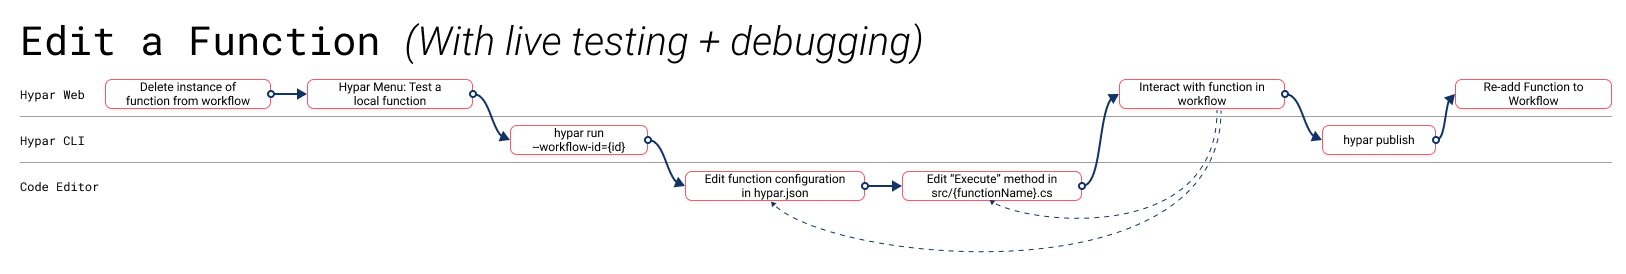 Edit a Function (With live testing + debugging)
Hypar Web
Delete instance of
function from workflow
Hypar Menu: Test a
local function
Interact with function in
workflow
Re-add Function to
Workflow
Hypar CLI
hypar run
--workflow-id={id}
hypar publish
Code Editor
Edit function configuration
in hypar.json
Edit “Execute” method in
src/{functionName}.cs